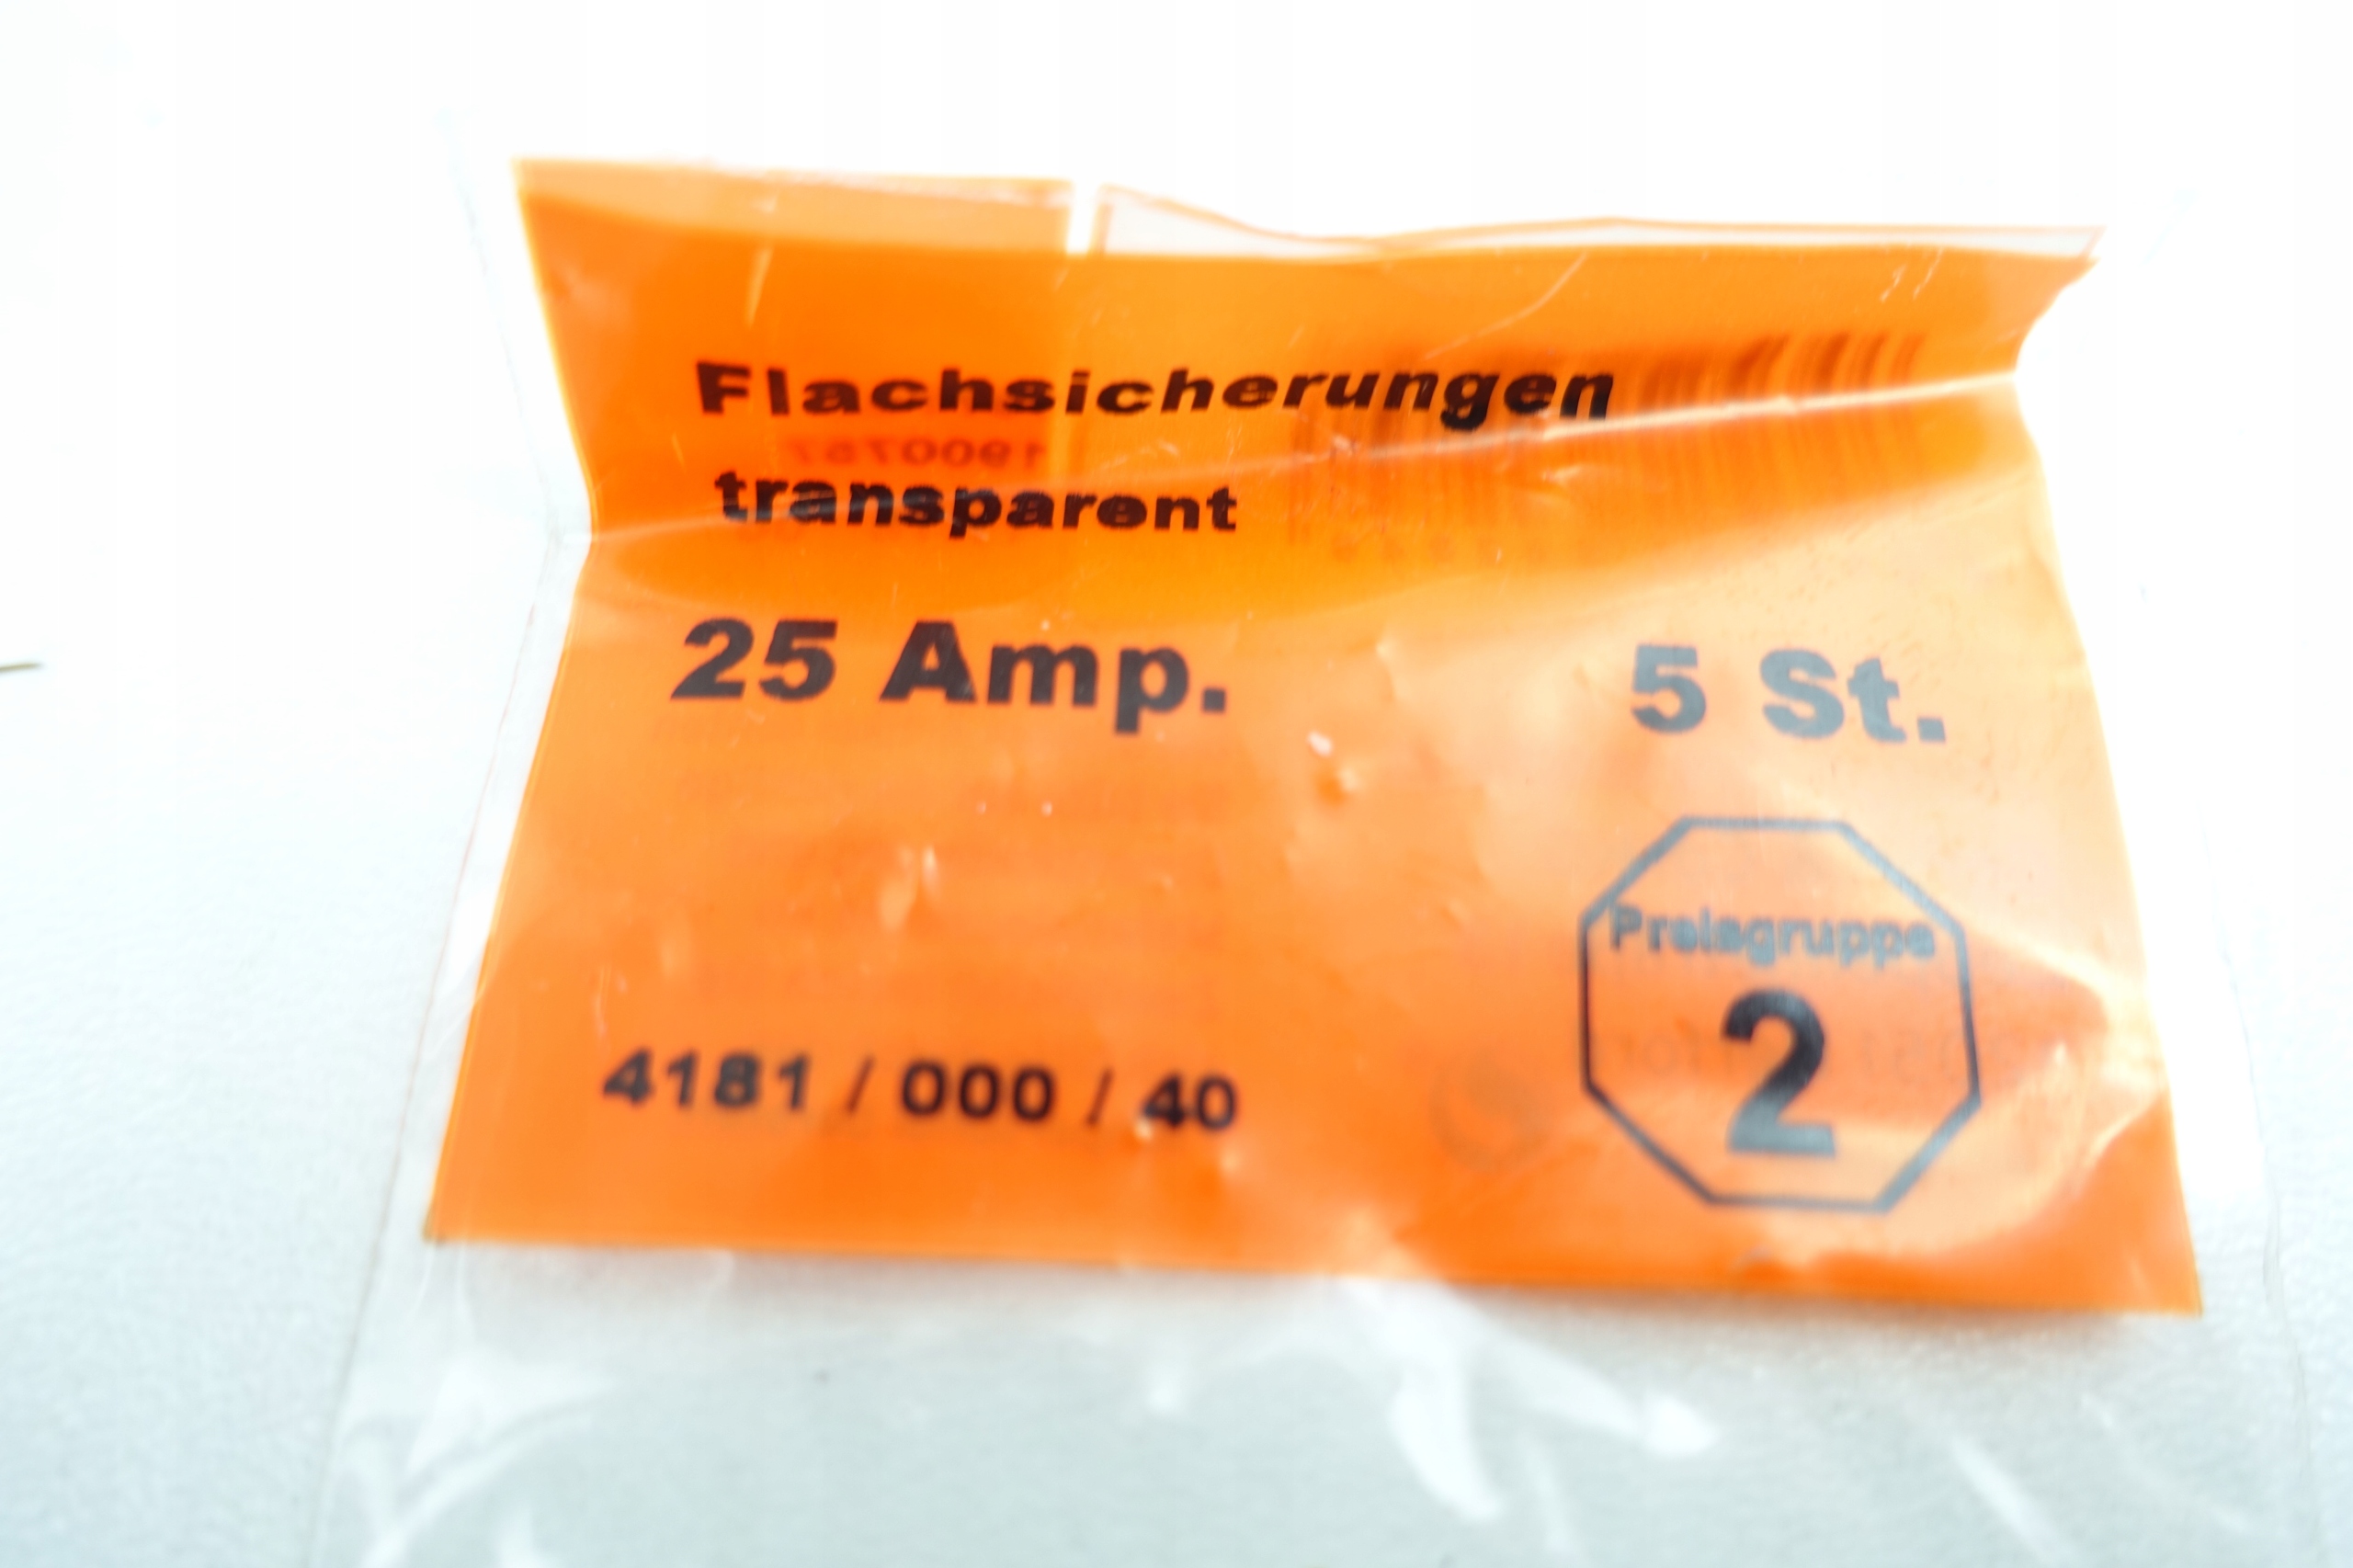 Flachsicherungen
transparent
25 Amp.
5 St.
Preisgruppe
2
4181 / 000 / 40